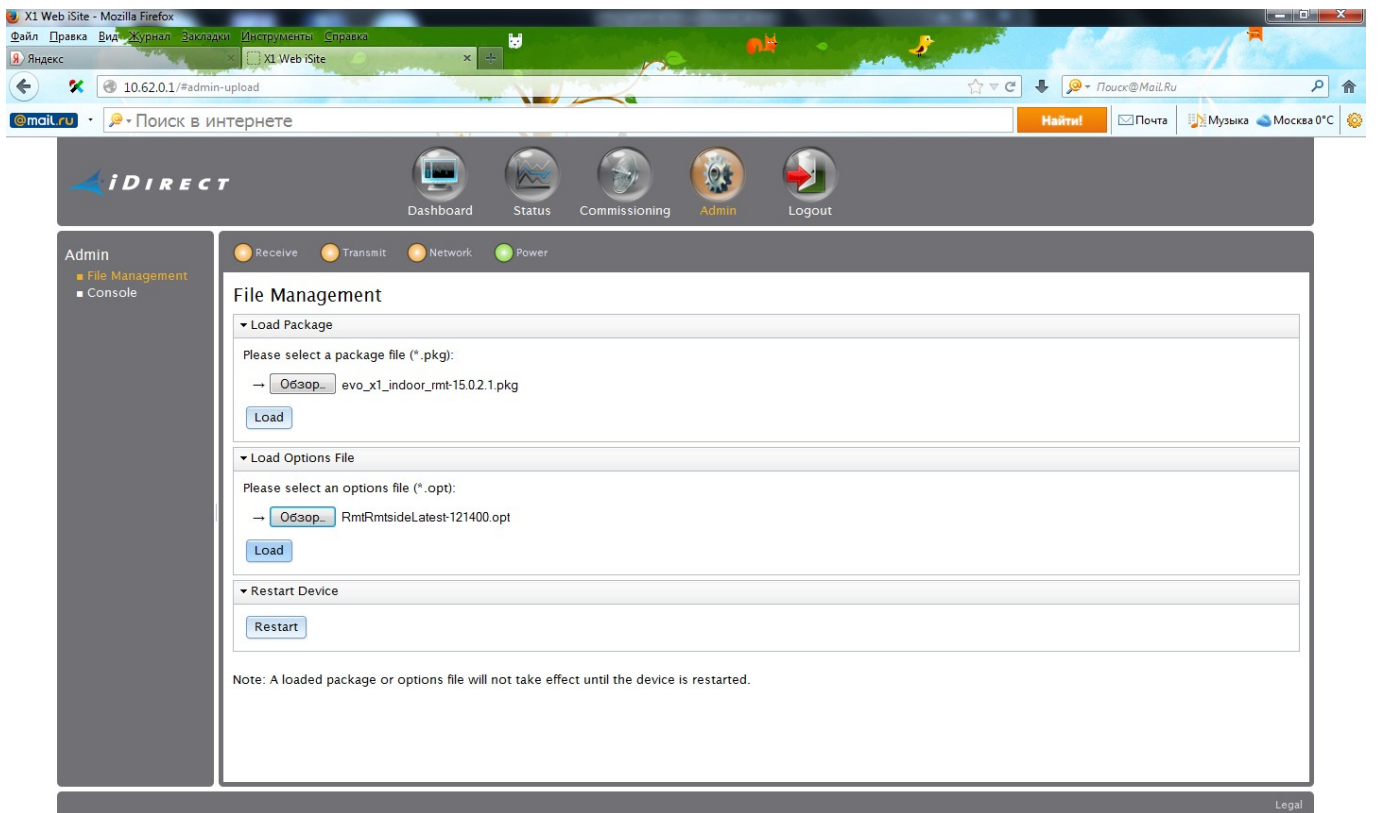 X1 Web iSite - Mozilla Firefox
Файл Правка Вид Журнал Закладки Инструменты Справка
Яндекс × X1 Web iSite × +
10.62.0.1/#admin-upload Поиск@Mail.Ru
@mail.ru Поиск в интернете Найти! Почта Музыка Москва 0°C
iDIRECT
Dashboard Status Commissioning Admin Logout
Admin
File Management
Console
Receive Transmit Network Power
File Management
Load Package
Please select a package file (*.pkg):
→ Обзор... evo_x1_indoor_rmt-15.0.2.1.pkg
Load
Load Options File
Please select an options file (*.opt):
→ Обзор... RmtRmtsideLatest-121400.opt
Load
Restart Device
Restart
Note: A loaded package or options file will not take effect until the device is restarted.
Legal